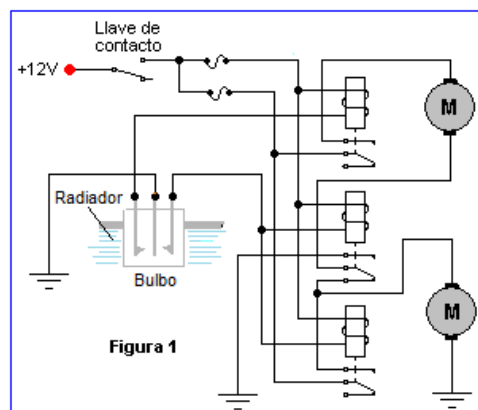 Llave de
contacto
+12V
M
Radiador
Bulbo
M
Figura 1